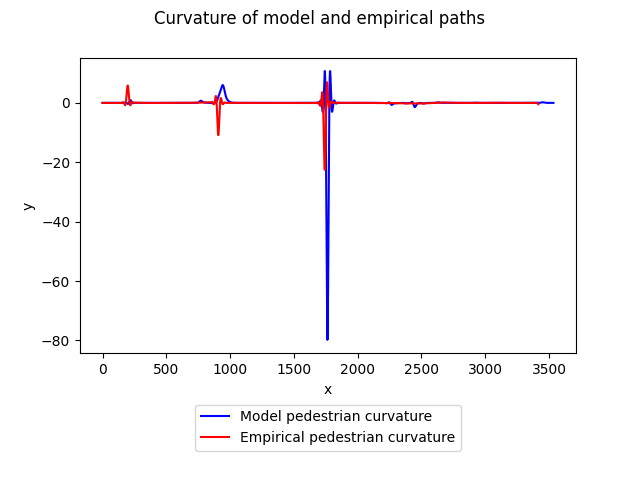 Curvature of model and empirical paths
0
−20
−40
−60
−80
y
0 500 1000 1500 2000 2500 3000 3500
x
Model pedestrian curvature
Empirical pedestrian curvature